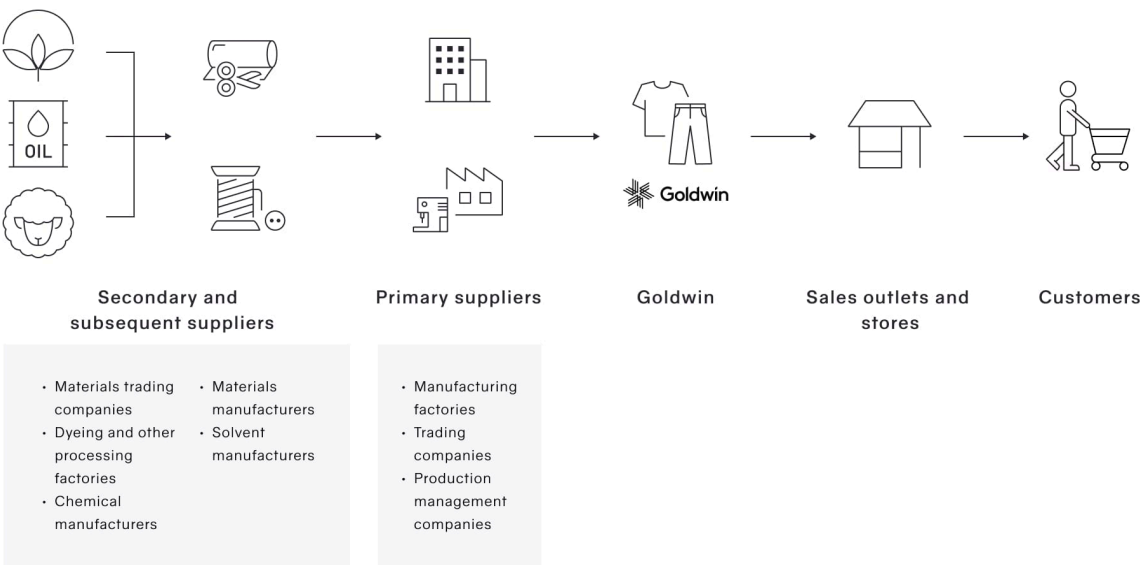 OIL
Goldwin
Secondary and
subsequent suppliers
Primary suppliers
Goldwin
Sales outlets and
stores
Customers
・ Materials trading
companies
・ Dyeing and other
processing
factories
・ Chemical
manufacturers
・ Materials
manufacturers
・ Solvent
manufacturers
・ Manufacturing
factories
・ Trading
companies
・ Production
management
companies